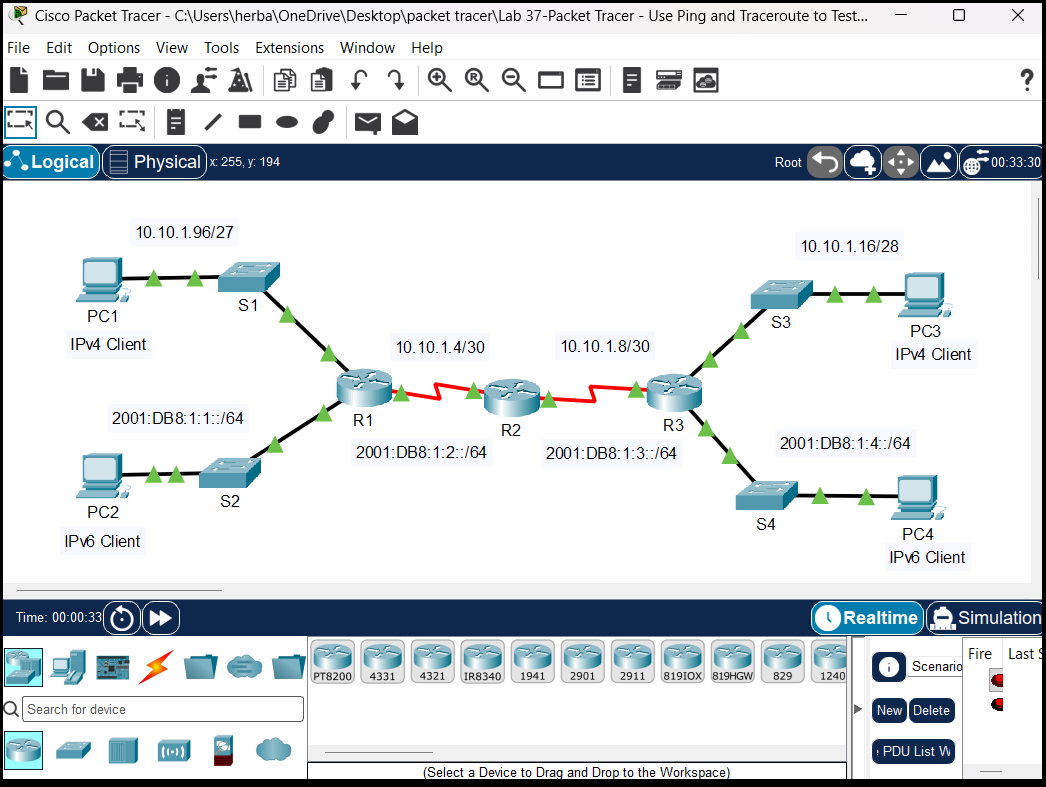 Cisco Packet Tracer - C:\Users\herba\OneDrive\Desktop\packet tracer\Lab 37-Packet Tracer - Use Ping and Traceroute to Test...
File Edit Options View Tools Extensions Window Help
Logical Physical x: 255, y: 194 Root 00:33:30
10.10.1.96/27
10.10.1.16/28
PC1
S1
S3
PC3
IPv4 Client
IPv4 Client
10.10.1.4/30
10.10.1.8/30
2001:DB8:1:1::/64
R1
R2
R3
2001:DB8:1:2::/64
2001:DB8:1:3::/64
2001:DB8:1:4::/64
PC2
S2
S4
PC4
IPv6 Client
IPv6 Client
Time: 00:00:33 Realtime Simulation
PT8200 4331 4321 IR8340 1941 2901 2911 819IOX 819HGW 829 1240
Search for device
Scenario
New Delete
PDU List W
Fire Last S
(Select a Device to Drag and Drop to the Workspace)